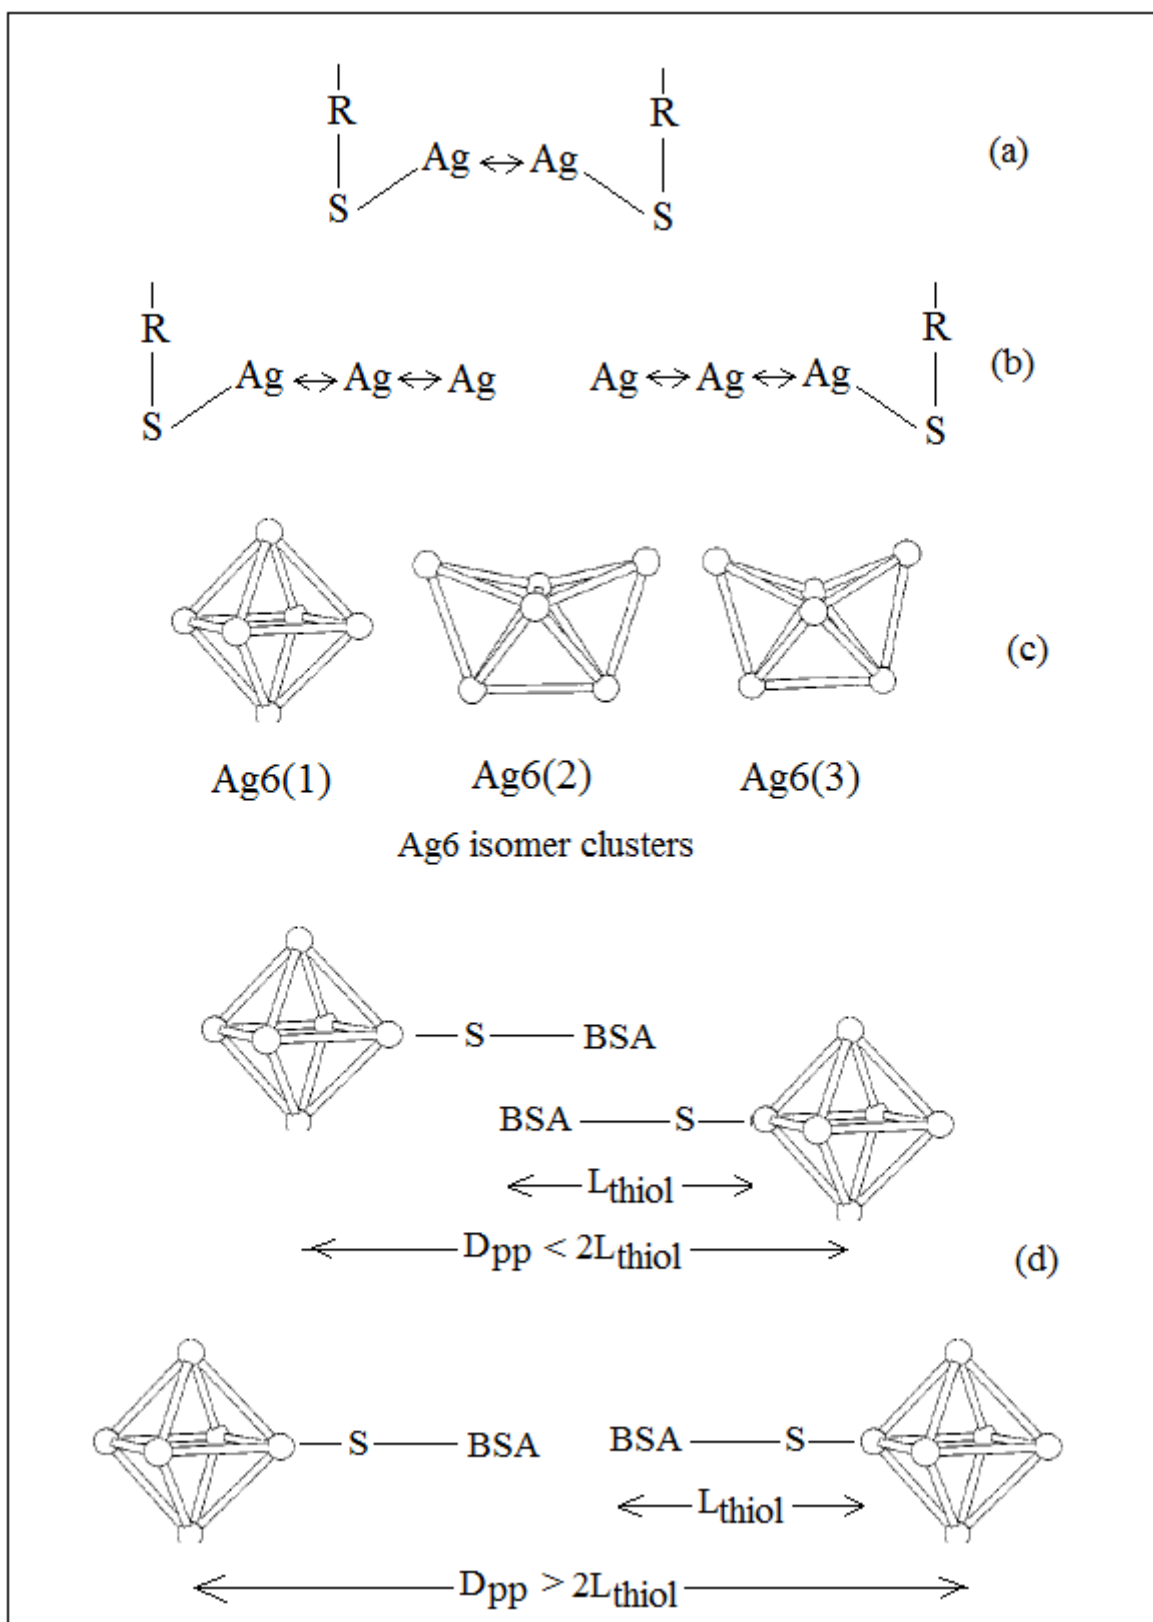 R R
Ag ↔ Ag (a)
S S
R R
Ag ↔ Ag ↔ Ag Ag ↔ Ag ↔ Ag (b)
S S
(c)
Ag6(1) Ag6(2) Ag6(3)
Ag6 isomer clusters
S BSA
BSA S
Lthiol
Dpp < 2Lthiol (d)
S BSA BSA S
Lthiol
Dpp > 2Lthiol